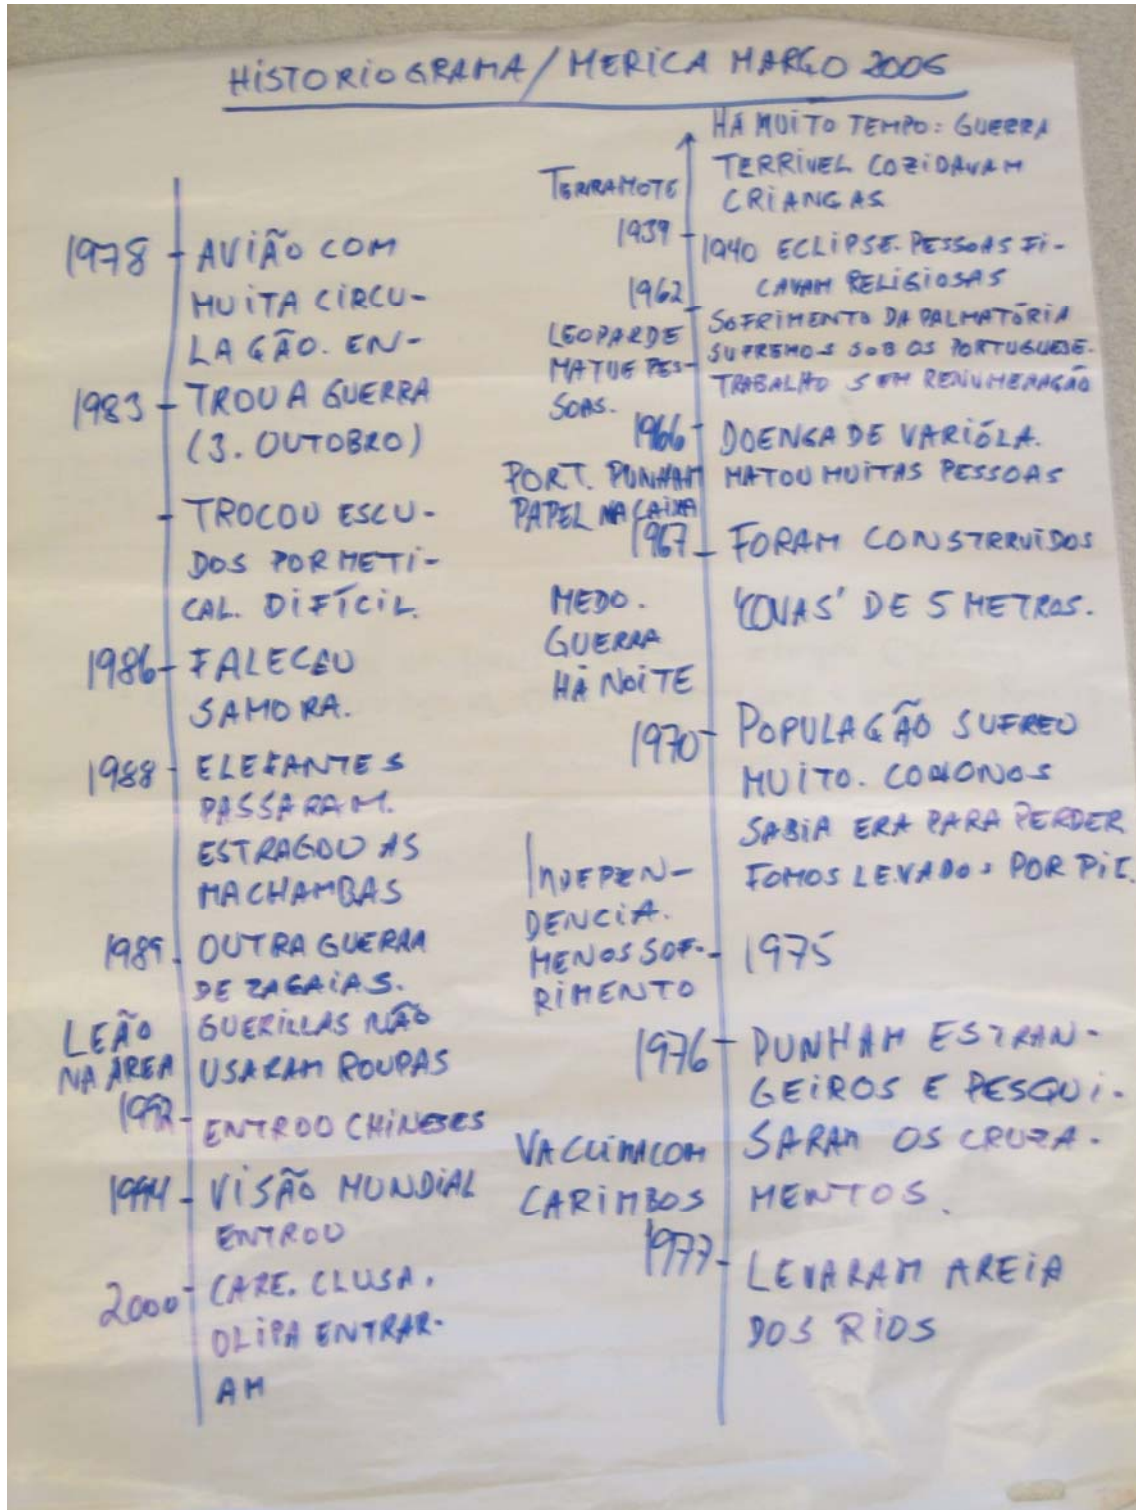 HISTORIOGRAMA/MERICA MARÇO 2006
HÁ MUITO TEMPO: GUERRA
TERRIVEL COZIDAVAM
CRIANÇAS
TERRAMOTE
1939
1940 ECLIPSE. PESSOAS FI-
CAVAM RELIGIOSAS
1962
SOFRIMENTO DA PALMATÓRIA
SUFREMOS SOB OS PORTUGUESE.
TRABALHO SEM RENUMERAÇÃO
LEOPARDE
MATUE PES-
SOAS.
1966
DOENÇA DE VARIÓLA.
MATOU MUITAS PESSOAS
PORT. PUNHAM
PAPEL NA CAIXA
1967
FORAM CONSTRRUIDOS
'COVAS' DE 5 METROS.
MEDO.
GUERRA
HÁ NOITE
1970
POPULAÇÃO SUFREU
MUITO.
SABIA ERA PARA PERDER
FOMOS LEVADOS POR
INDEPEN-
DENCIA.
MENOS SOF-
RIMENTO
1975
1976
PUNHAM ESTRAN-
GEIROS E PESQUI-
SARAM OS CRUZA-
MENTOS.
VACUINACOM
CARIMBOS
1977
LEVARAM AREIA
DOS RIOS
1978
AVIÃO COM
MUITA CIRCU-
LAÇÃO. EN-
1983
TROU A GUERRA
(3. OUTOBRO)
TROCOU ESCU-
DOS POR METI-
CAL. DIFÍCIL.
1986
FALECEU
SAMORA.
1988
ELEFANTES
PASSARAM.
ESTRAGOU AS
MACHAMBAS
1989
OUTRA GUERRA
DE ZAGAIAS.
GUERILLAS NÃO
USARAM ROUPAS
LEÃO
NA ÁREA
1992
ENTROO CHINESES
1994
VISÃO MUNDIAL
ENTROU
2000
CARE. CLUSA.
OLIPA ENTRAR-
AM